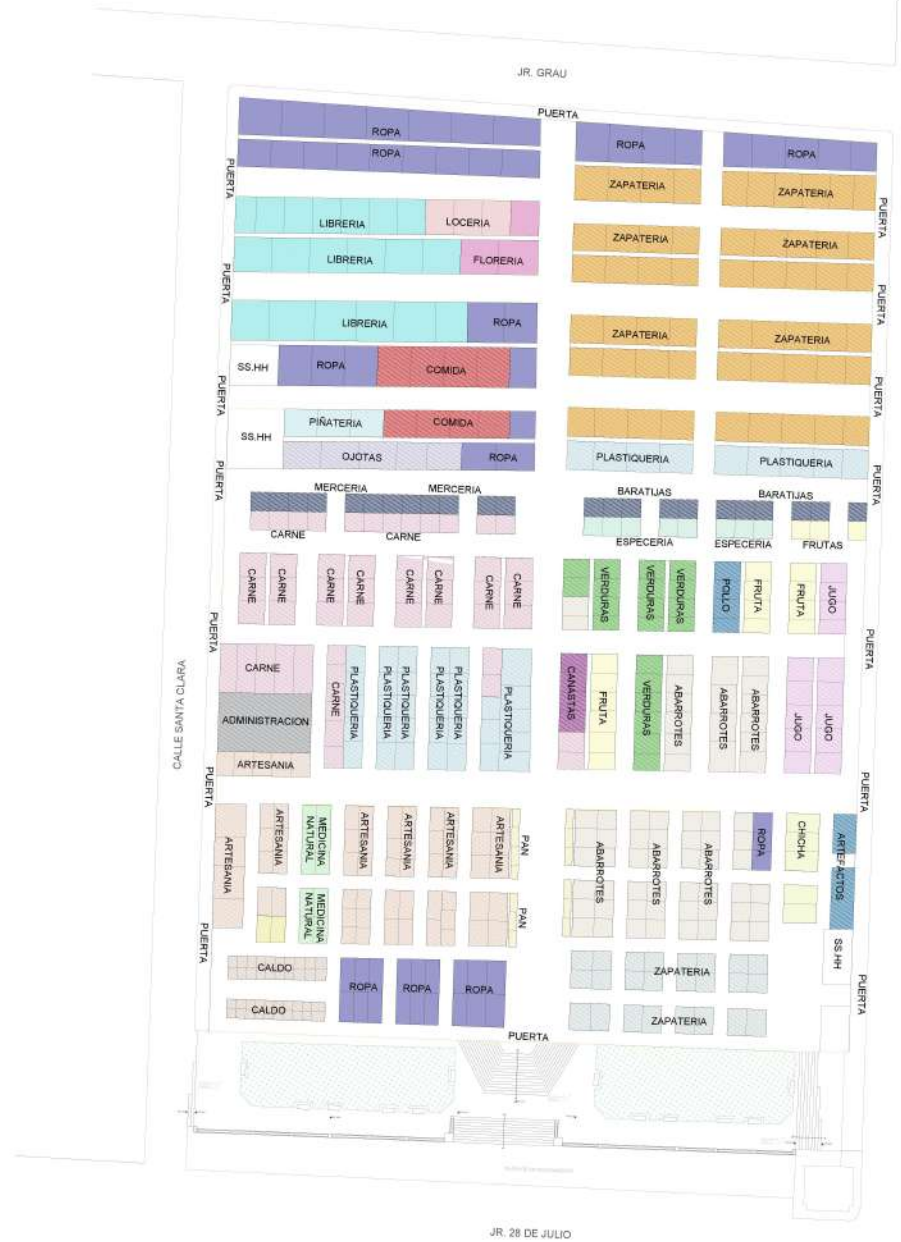 JR. GRAU
PUERTA
ROPA
ROPA
ROPA
ROPA
PUERTA
ZAPATERIA
ZAPATERIA
PUERTA
LIBRERIA
LOCERIA
ZAPATERIA
ZAPATERIA
LIBRERIA
FLORERIA
PUERTA
PUERTA
LIBRERIA
ROPA
ZAPATERIA
ZAPATERIA
SS.HH
ROPA
COMIDA
PUERTA
PUERTA
PIÑATERIA
COMIDA
SS.HH
OJOTAS
ROPA
PLASTIQUERIA
PLASTIQUERIA
PUERTA
PUERTA
MERCERIA
MERCERIA
BARATIJAS
BARATIJAS
CARNE
CARNE
ESPECERIA
ESPECERIA
FRUTAS
CARNE
CARNE
CARNE
CARNE
CARNE
CARNE
CARNE
CARNE
VERDURAS
VERDURAS
VERDURAS
POLLO
FRUTA
FRUTA
JUGO
PUERTA
PUERTA
CARNE
CARNE
PLASTIQUERIA
PLASTIQUERIA
PLASTIQUERIA
PLASTIQUERIA
PLASTIQUERIA
PLASTIQUERIA
CANASTAS
FRUTA
VERDURAS
ABARROTES
ABARROTES
ABARROTES
JUGO
JUGO
ADMINISTRACION
ARTESANIA
CALLE SANTA CLARA
PUERTA
PUERTA
ARTESANIA
ARTESANIA
MEDICINA
NATURAL
ARTESANIA
ARTESANIA
ARTESANIA
ARTESANIA
PAN
ABARROTES
ABARROTES
ABARROTES
ROPA
CHICHA
ARTEFACTOS
MEDICINA
NATURAL
PAN
PUERTA
SS.HH
PUERTA
CALDO
ROPA
ROPA
ROPA
ZAPATERIA
CALDO
ZAPATERIA
PUERTA
JR. 28 DE JULIO